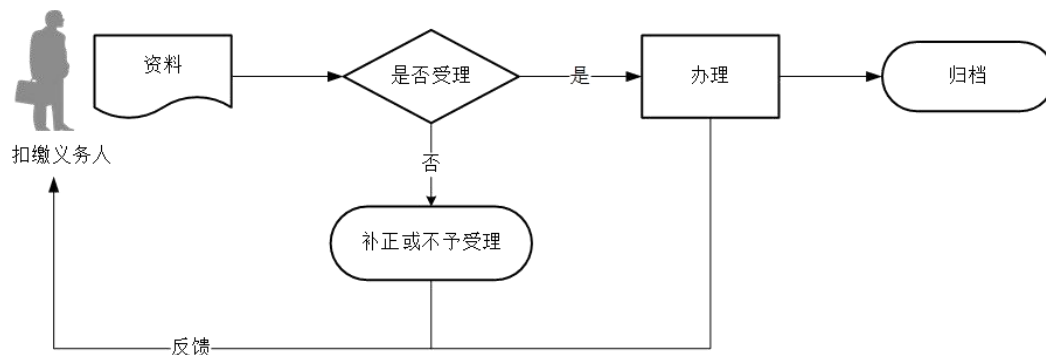 资料
是否受理
是
办理
归档
扣缴义务人
否
补正或不予受理
反馈